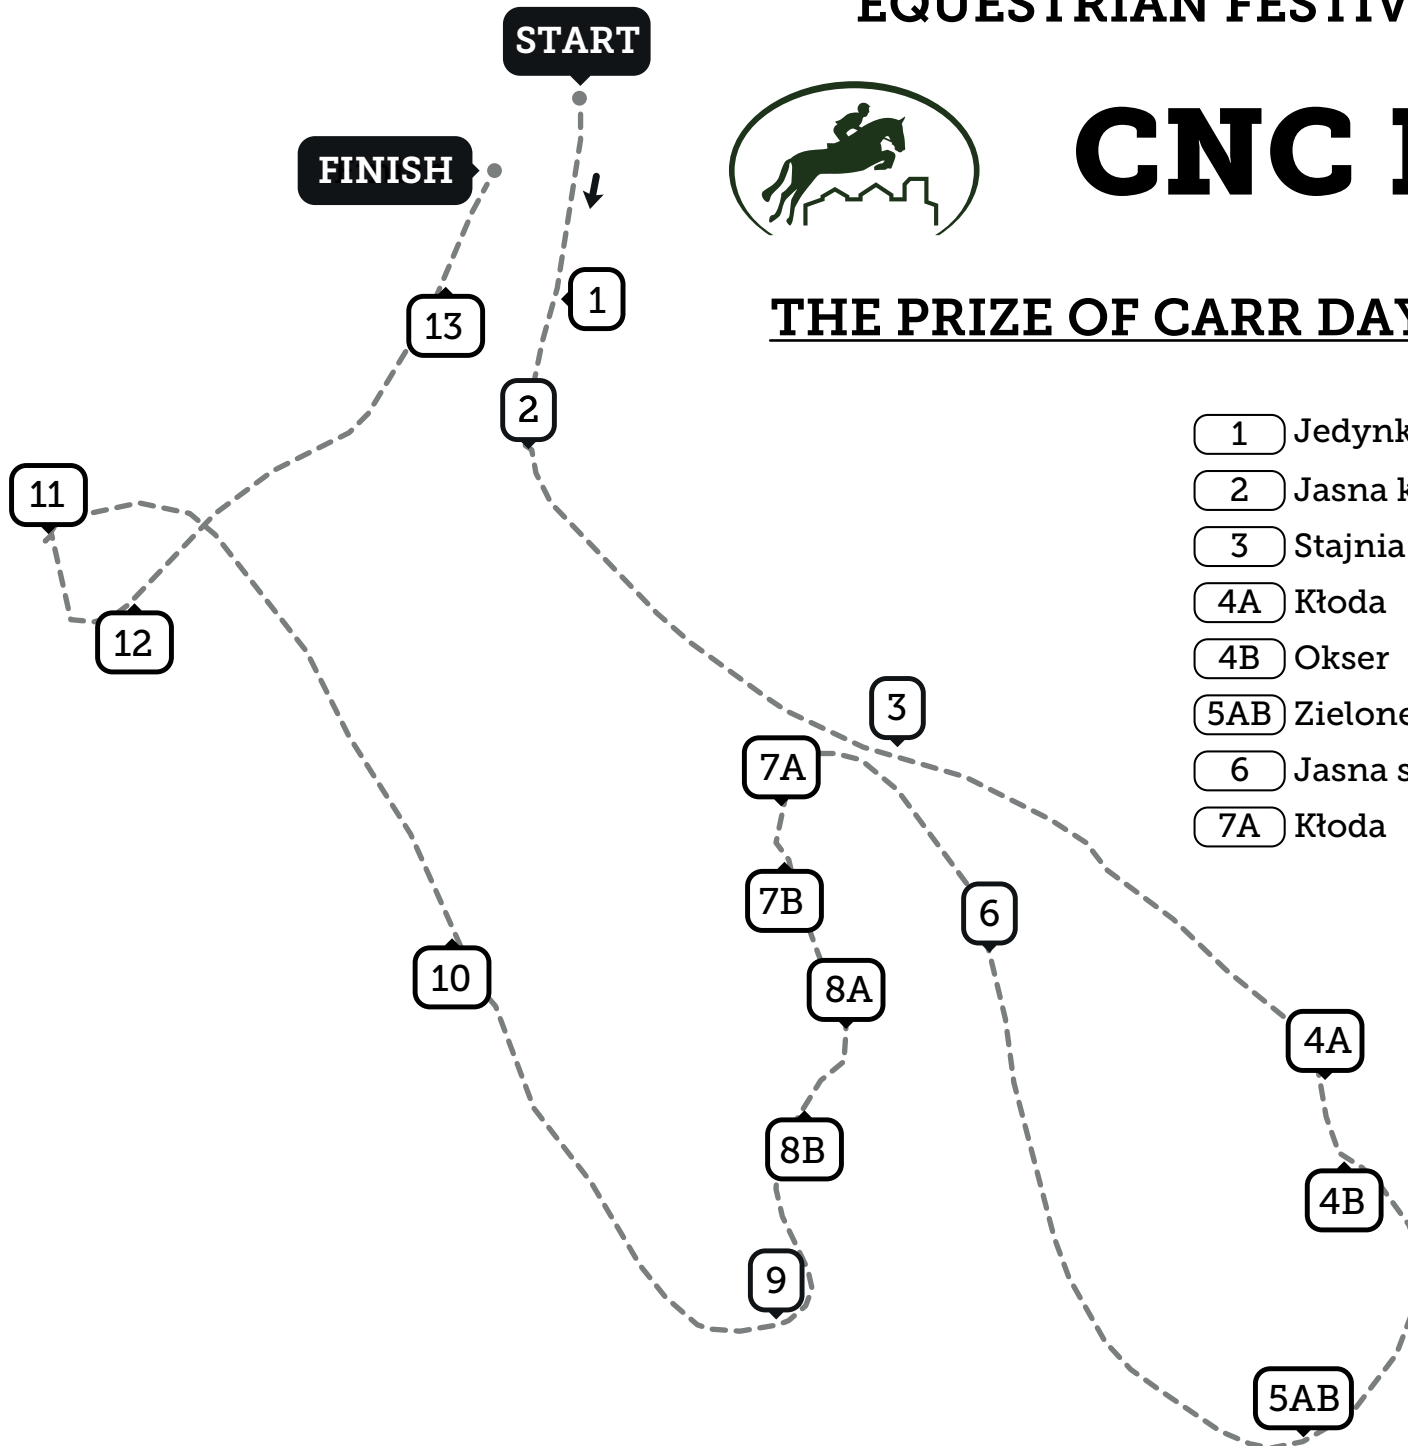 EQUESTRIAN FESTIV
START
CNC
FINISH
1
13
THE PRIZE OF CARR DAY
2
1 Jedynk
11
2 Jasna k
3 Stajnia
4A Kłoda
12
4B Okser
3
5AB Zielone
7A
6 Jasna s
7A Kłoda
7B
6
10
8A
4A
8B
4B
9
5AB